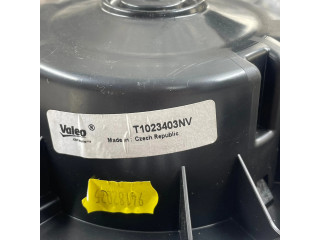 Valeo®
T1023403NV
Made in Czech Republic